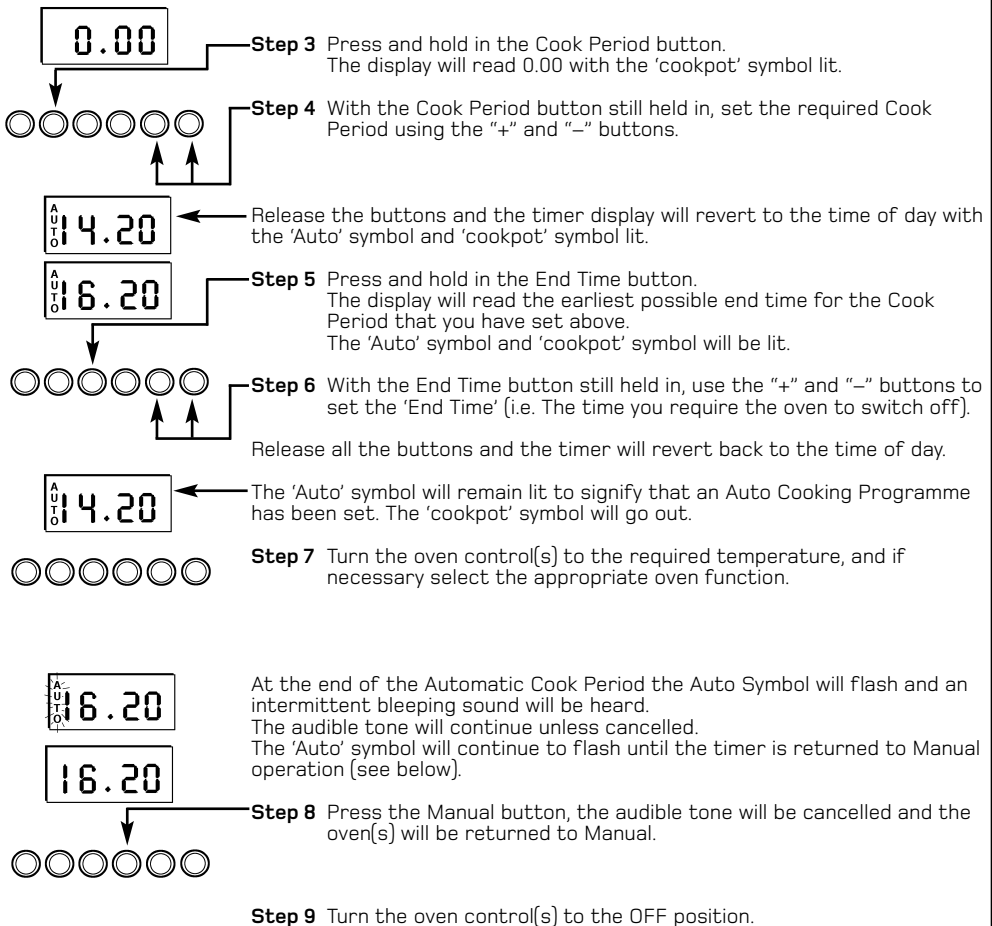 0.00
Step 3 Press and hold in the Cook Period button.
The display will read 0.00 with the ‘cookpot’ symbol lit.
Step 4 With the Cook Period button still held in, set the required Cook
Period using the “+” and “–” buttons.
AUTO 14.20
Release the buttons and the timer display will revert to the time of day with
the ‘Auto’ symbol and ‘cookpot’ symbol lit.
AUTO 16.20
Step 5 Press and hold in the End Time button.
The display will read the earliest possible end time for the Cook
Period that you have set above.
The ‘Auto’ symbol and ‘cookpot’ symbol will be lit.
Step 6 With the End Time button still held in, use the “+” and “–” buttons to
set the ‘End Time’ (i.e. The time you require the oven to switch off).
Release all the buttons and the timer will revert back to the time of day.
AUTO 14.20
The ‘Auto’ symbol will remain lit to signify that an Auto Cooking Programme
has been set. The ‘cookpot’ symbol will go out.
Step 7 Turn the oven control(s) to the required temperature, and if
necessary select the appropriate oven function.
AUTO 16.20
At the end of the Automatic Cook Period the Auto Symbol will flash and an
intermittent bleeping sound will be heard.
The audible tone will continue unless cancelled.
The ‘Auto’ symbol will continue to flash until the timer is returned to Manual
operation (see below).
16.20
Step 8 Press the Manual button, the audible tone will be cancelled and the
oven(s) will be returned to Manual.
Step 9 Turn the oven control(s) to the OFF position.